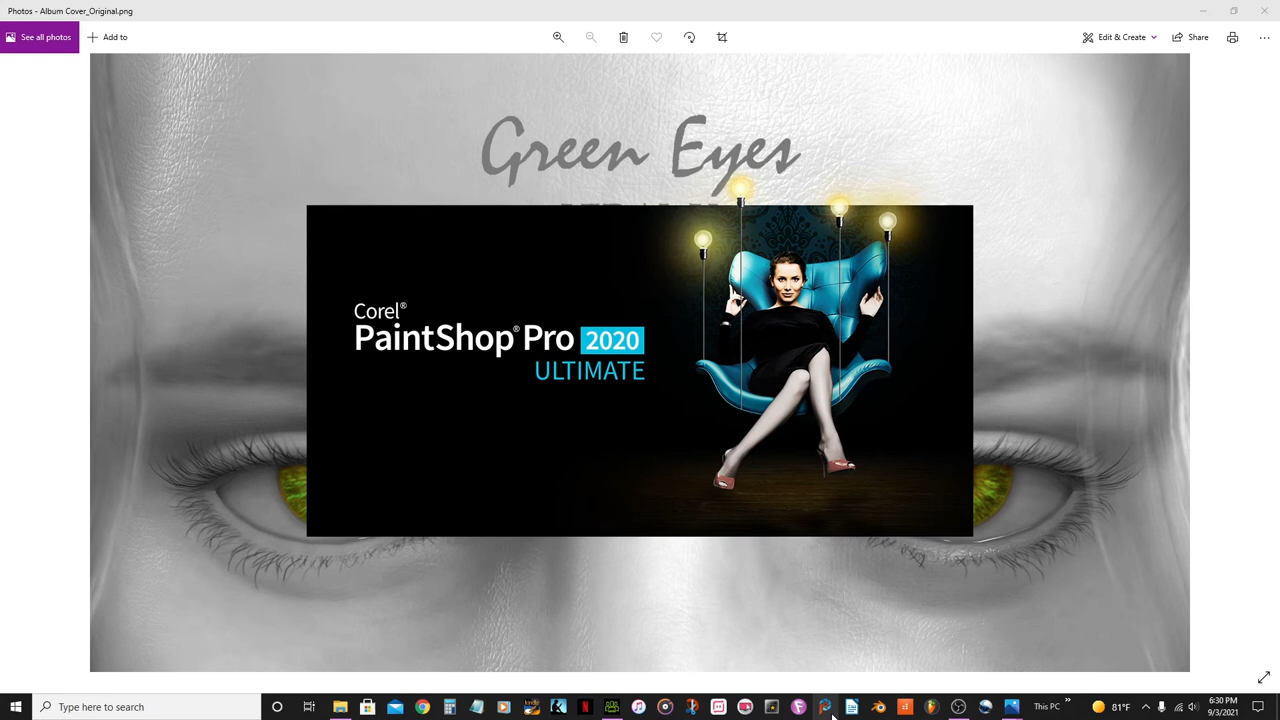 Photos - Album Cover_Original.png
See all photos
Add to
Edit & Create
Share
Green Eyes
Corel®
PaintShop® Pro 2020
ULTIMATE
Type here to search
This PC
81°F
6:30 PM
9/3/2021